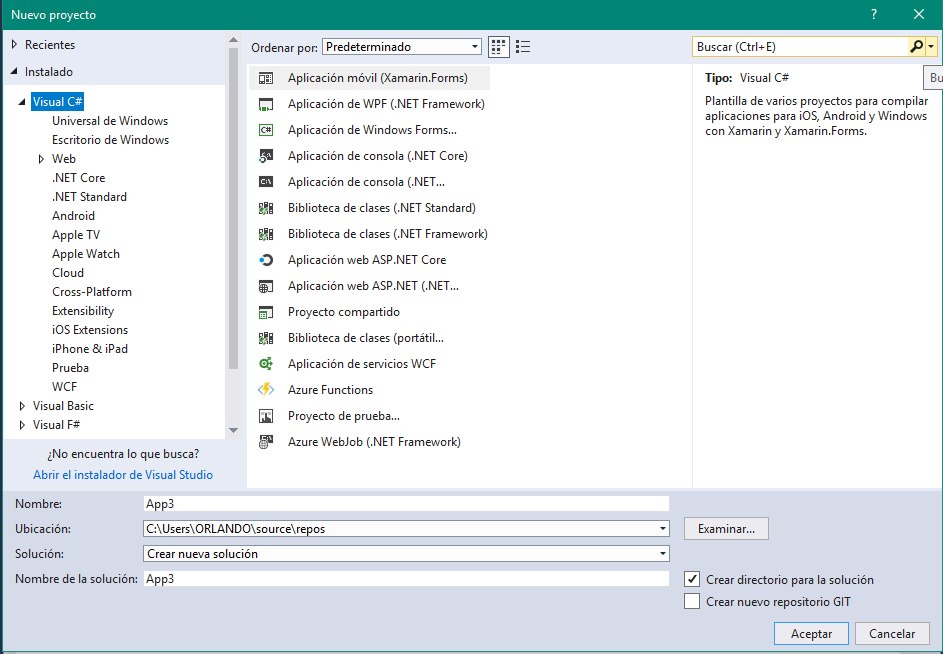 Nuevo proyecto
?
Recientes
Instalado
Visual C#
Universal de Windows
Escritorio de Windows
Web
.NET Core
.NET Standard
Android
Apple TV
Apple Watch
Cloud
Cross-Platform
Extensibility
iOS Extensions
iPhone & iPad
Prueba
WCF
Visual Basic
Visual F#
¿No encuentra lo que busca?
Abrir el instalador de Visual Studio
Ordenar por: Predeterminado
Aplicación móvil (Xamarin.Forms)
Aplicación de WPF (.NET Framework)
C# Aplicación de Windows Forms...
Aplicación de consola (.NET Core)
C:\ Aplicación de consola (.NET...
Biblioteca de clases (.NET Standard)
Biblioteca de clases (.NET Framework)
Aplicación web ASP.NET Core
Aplicación web ASP.NET (.NET...
Proyecto compartido
Biblioteca de clases (portátil...
Aplicación de servicios WCF
Azure Functions
Proyecto de prueba...
Azure WebJob (.NET Framework)
Buscar (Ctrl+E)
Bu
Tipo: Visual C#
Plantilla de varios proyectos para compilar
aplicaciones para iOS, Android y Windows
con Xamarin y Xamarin.Forms.
Nombre: App3
Ubicación: C:\Users\ORLANDO\source\repos
Examinar...
Solución: Crear nueva solución
Nombre de la solución: App3
Crear directorio para la solución
Crear nuevo repositorio GIT
Aceptar
Cancelar